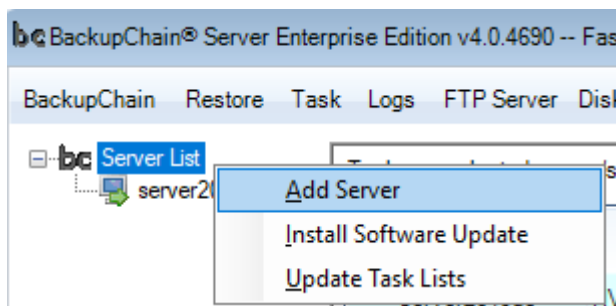 bc BackupChain® Server Enterprise Edition v4.0.4690 -- Fas
BackupChain Restore Task Logs FTP Server Disk
bc Server List
Add Server
Install Software Update
Update Task Lists